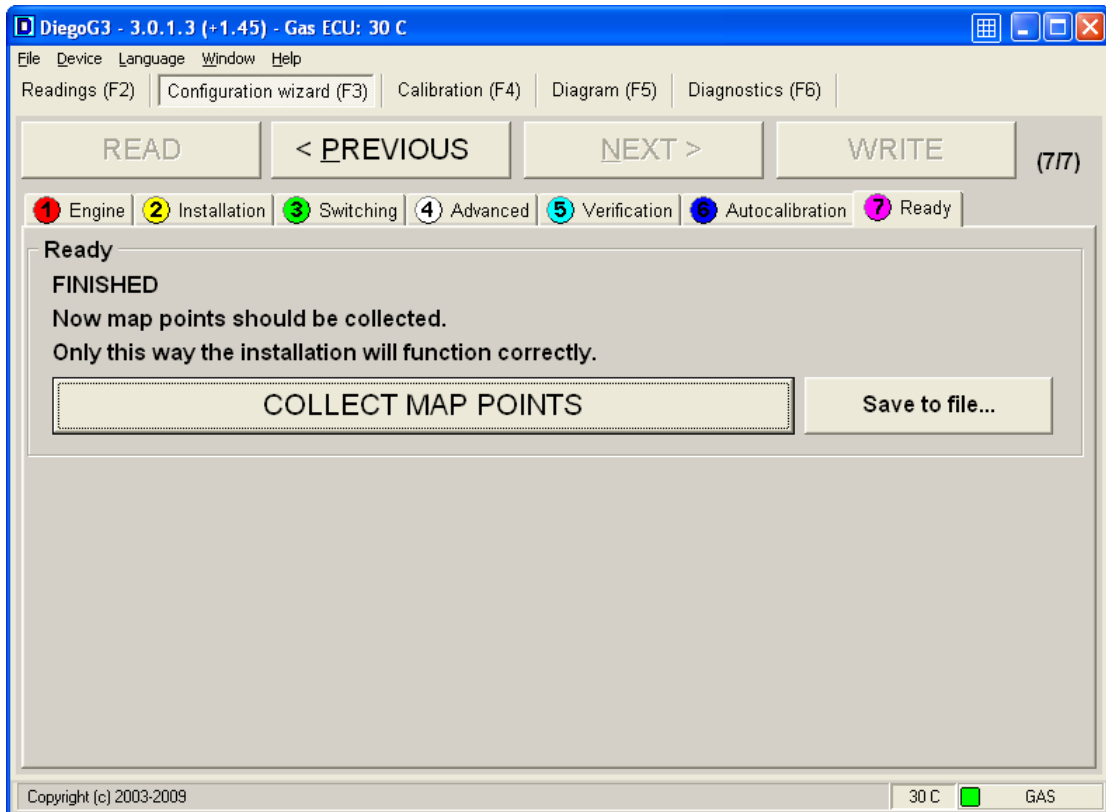 DiegoG3 - 3.0.1.3 (+1.45) - Gas ECU: 30 C
File Device Language Window Help
Readings (F2) Configuration wizard (F3) Calibration (F4) Diagram (F5) Diagnostics (F6)
READ < PREVIOUS NEXT > WRITE (7/7)
1 Engine 2 Installation 3 Switching 4 Advanced 5 Verification 6 Autocalibration 7 Ready
Ready
FINISHED
Now map points should be collected.
Only this way the installation will function correctly.
COLLECT MAP POINTS Save to file...
Copyright (c) 2003-2009 30 C GAS